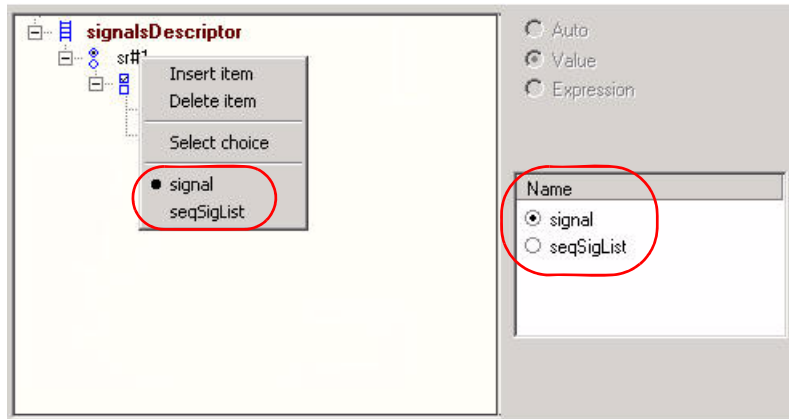 signalsDescriptor
sr#1
Insert item
Delete item
Select choice
signal
seqSigList
Auto
Value
Expression
Name
signal
seqSigList